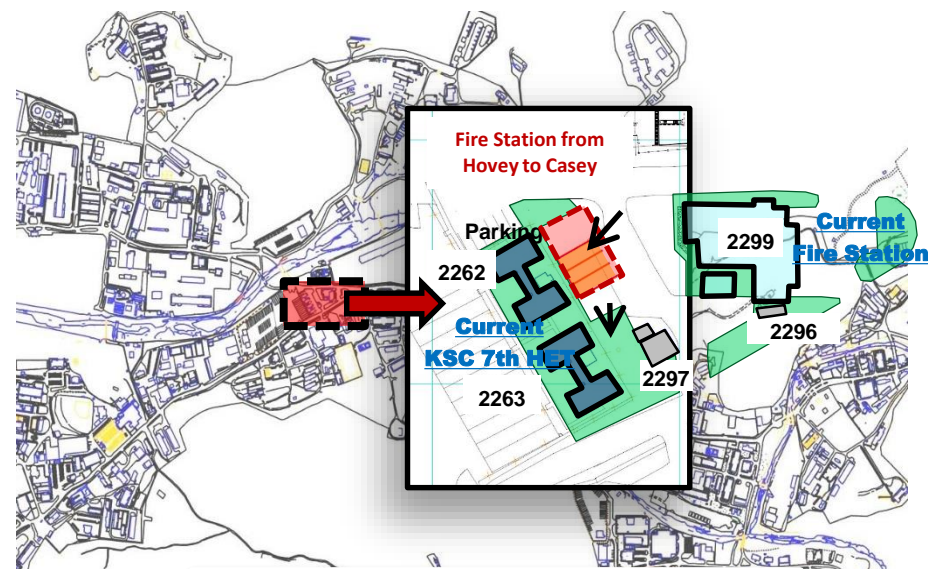 Fire Station from
Hovey to Casey
Parking
2262
Current
KSC 7th HET
2263
2297
2299
Current
Fire Station
2296